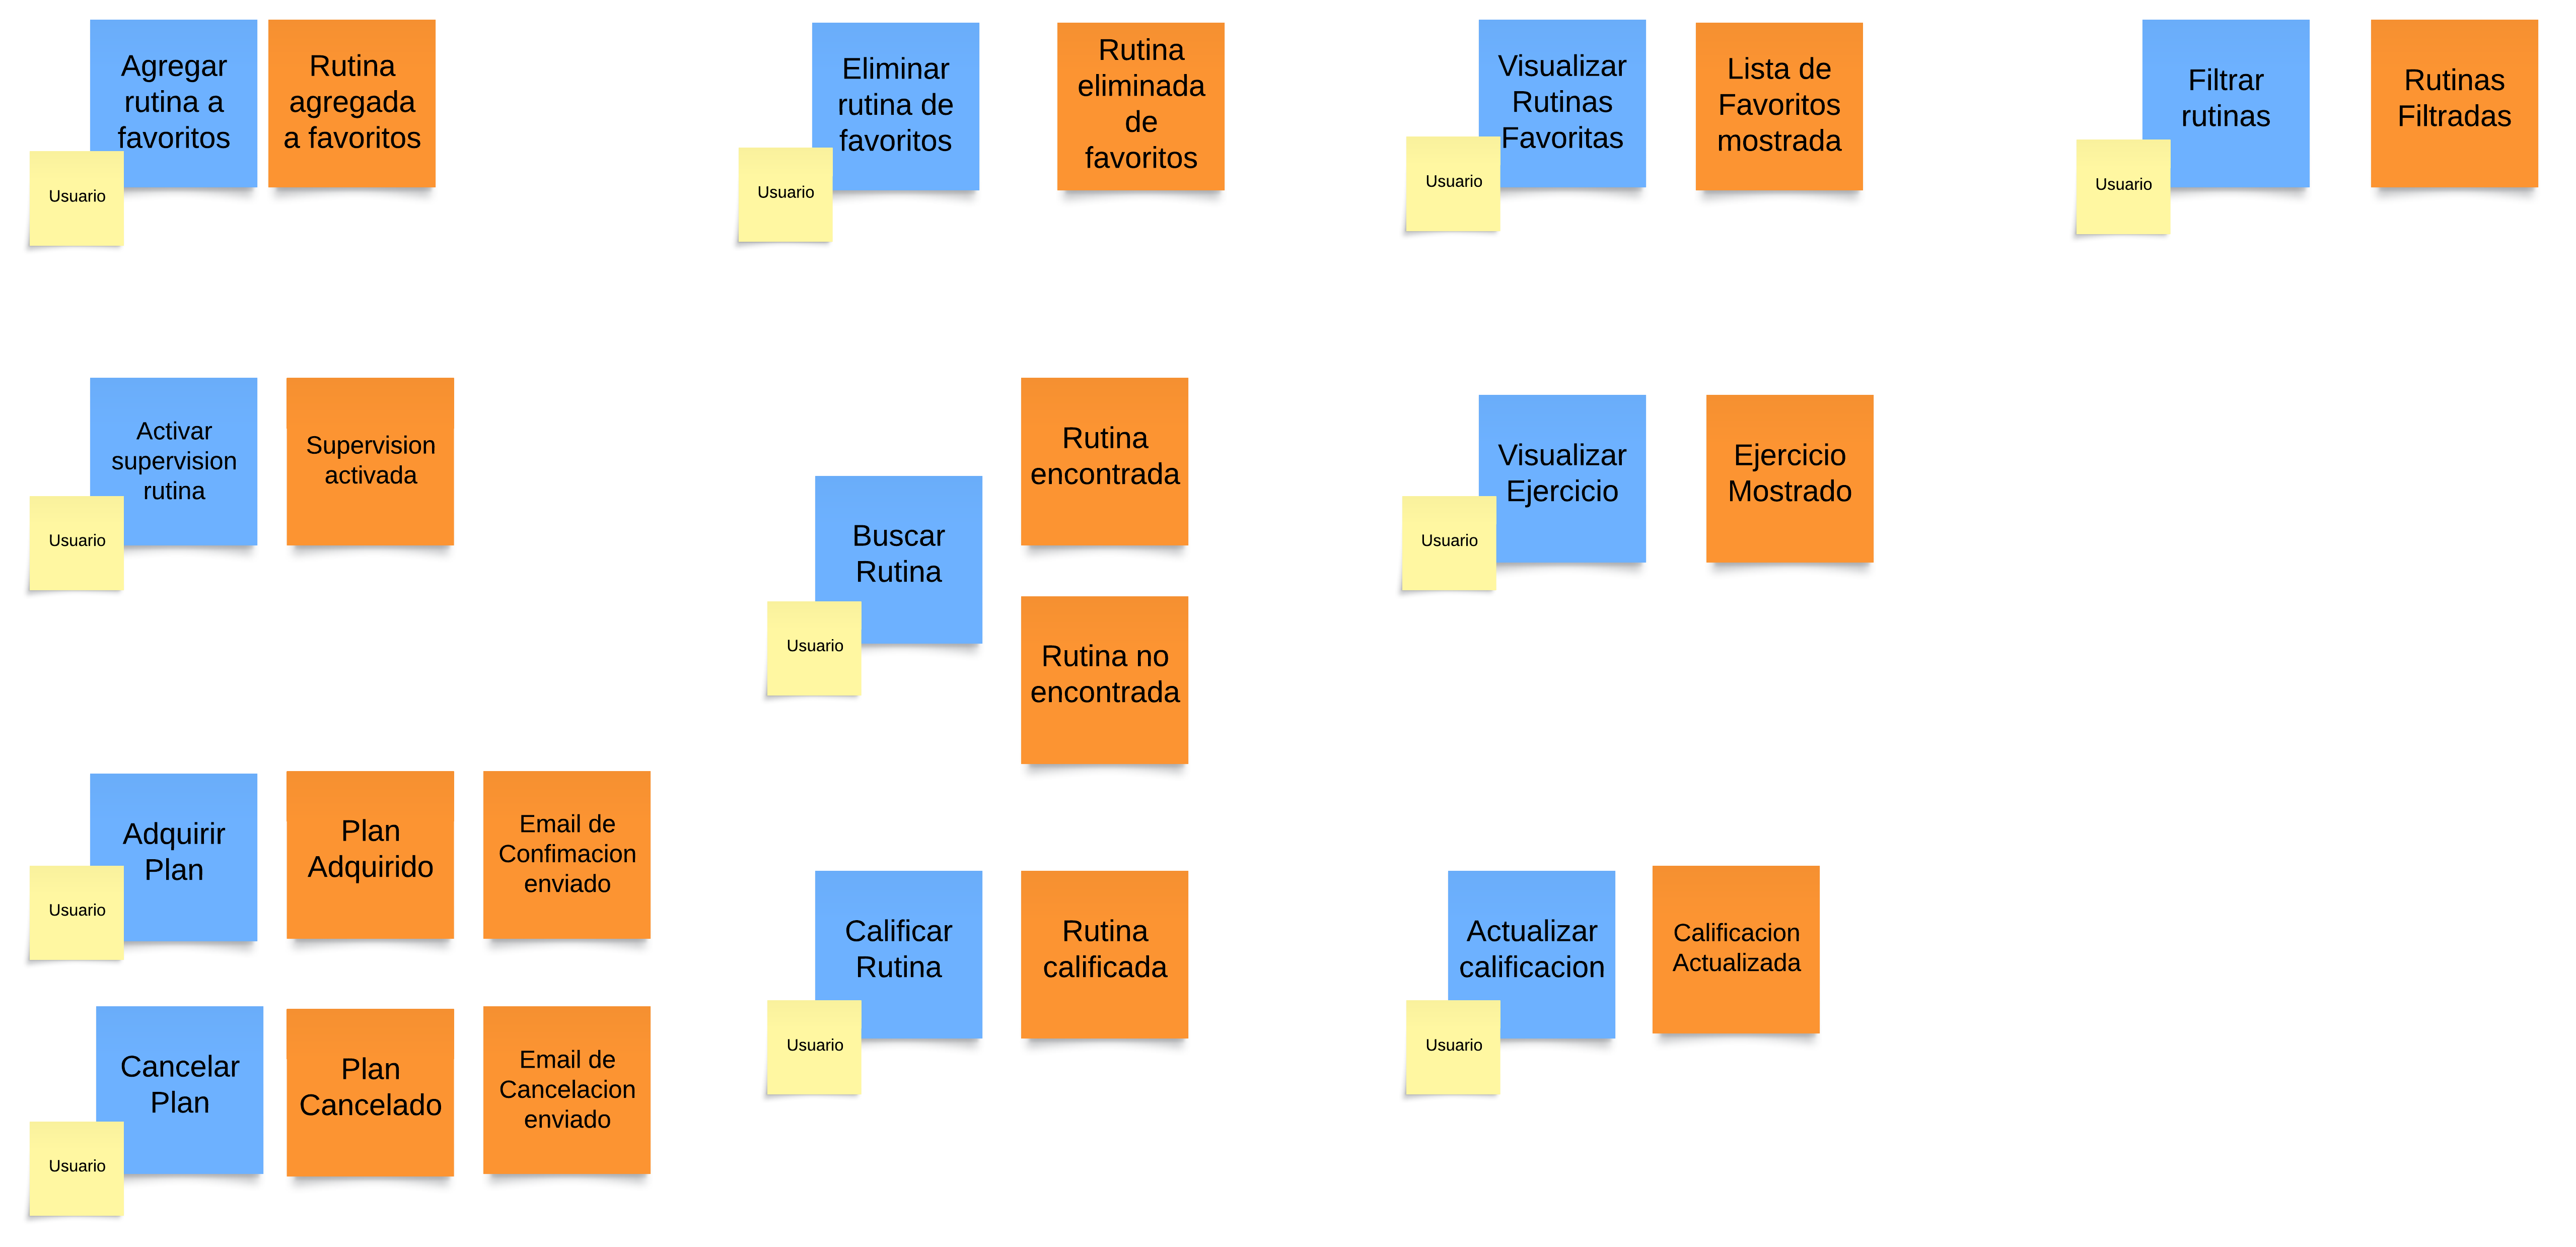 Agregar
rutina a
favoritos
Usuario
Rutina
agregada
a favoritos
Eliminar
rutina de
favoritos
Usuario
Rutina
eliminada
de
favoritos
Visualizar
Rutinas
Favoritas
Usuario
Lista de
Favoritos
mostrada
Filtrar
rutinas
Usuario
Rutinas
Filtradas
Activar
supervision
rutina
Usuario
Supervision
activada
Buscar
Rutina
Usuario
Rutina
encontrada
Rutina no
encontrada
Visualizar
Ejercicio
Usuario
Ejercicio
Mostrado
Adquirir
Plan
Usuario
Plan
Adquirido
Email de
Confimacion
enviado
Calificar
Rutina
Usuario
Rutina
calificada
Actualizar
calificacion
Usuario
Calificacion
Actualizada
Cancelar
Plan
Usuario
Plan
Cancelado
Email de
Cancelacion
enviado